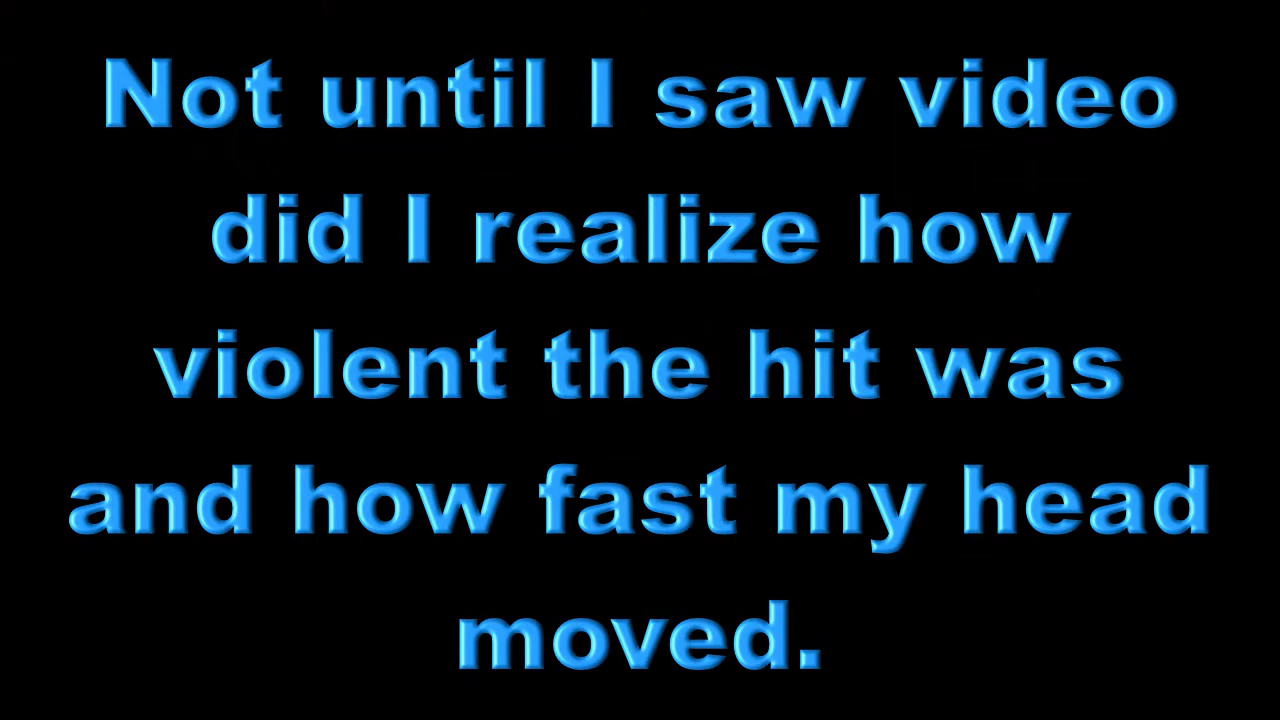 Not until I saw video
did I realize how
violent the hit was
and how fast my head
moved.